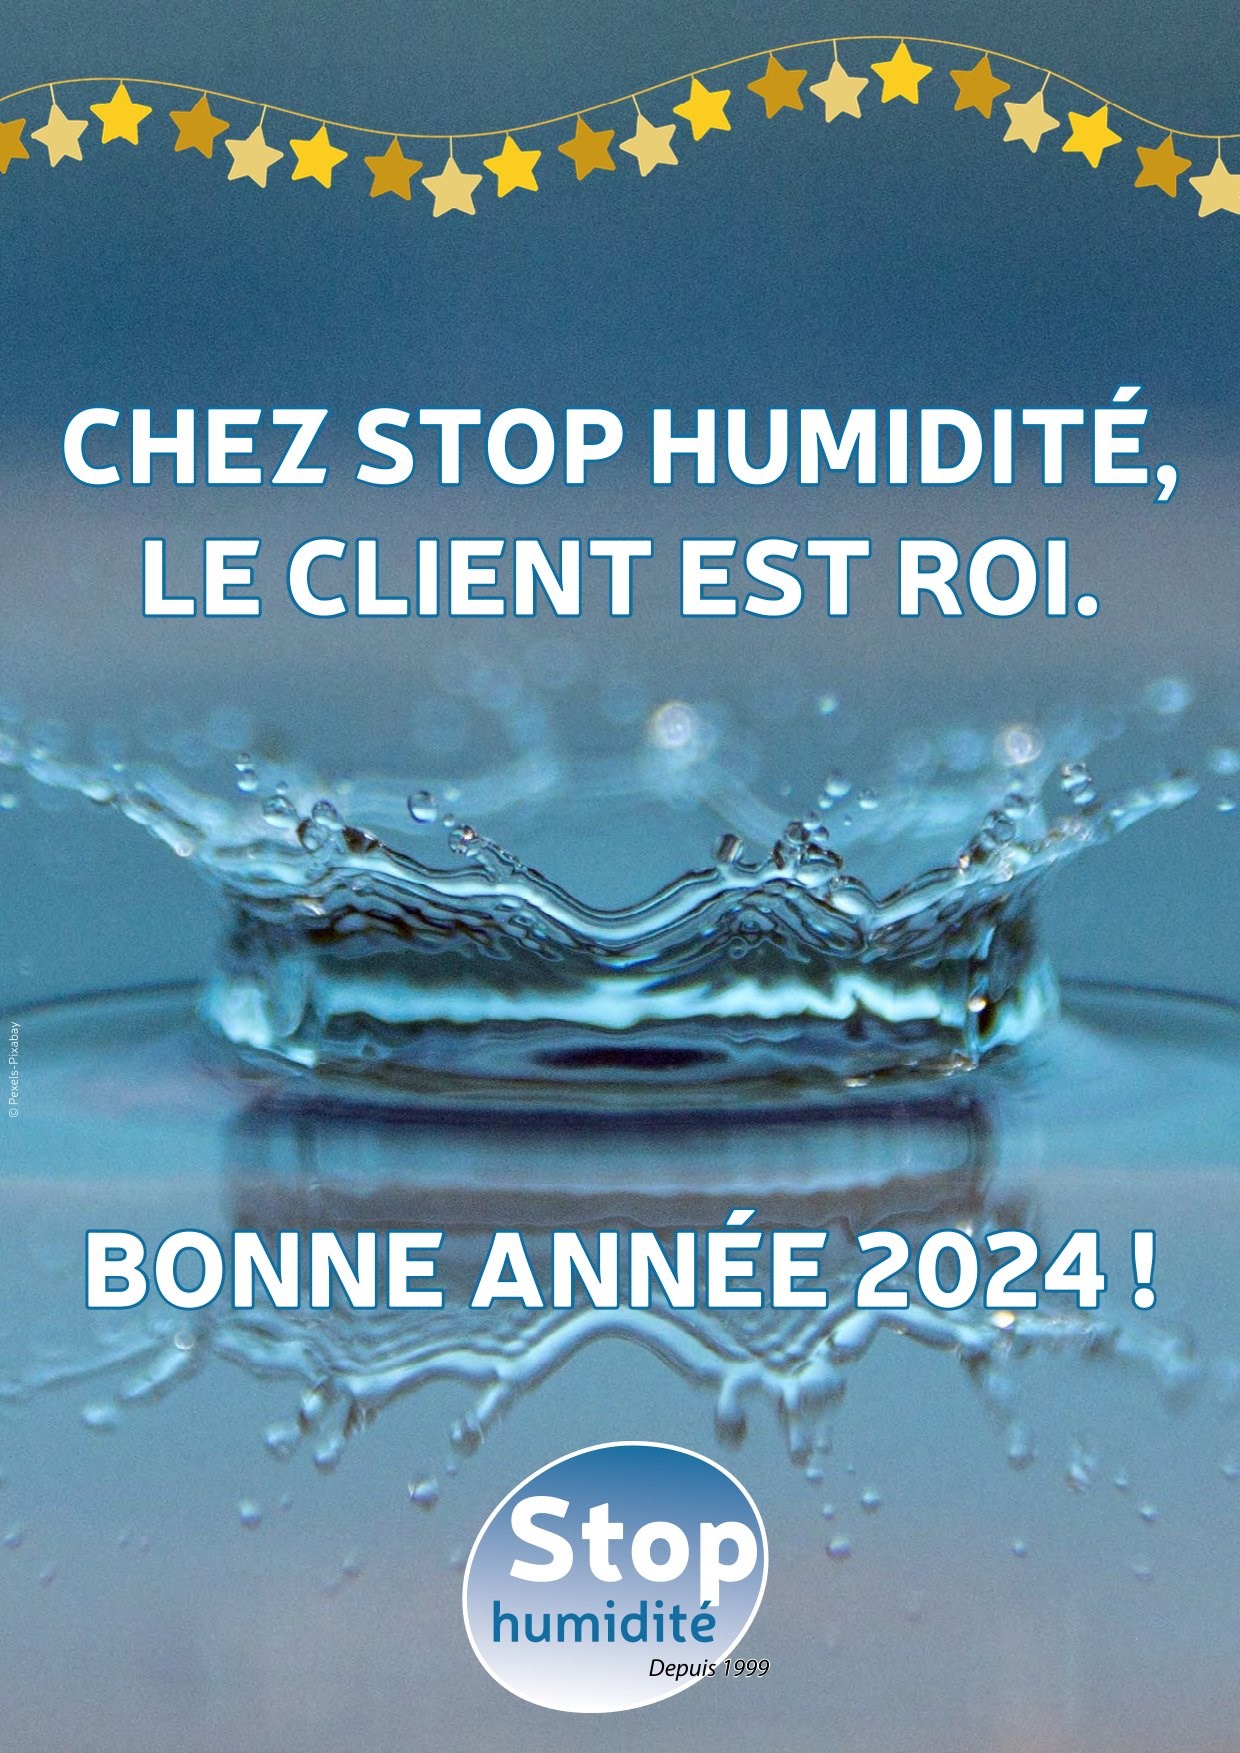 CHEZ STOP HUMIDITÉ,
LE CLIENT EST ROI.
© Pexels-Pixabay
BONNE ANNÉE 2024 !
Stop
humidité
Depuis 1999